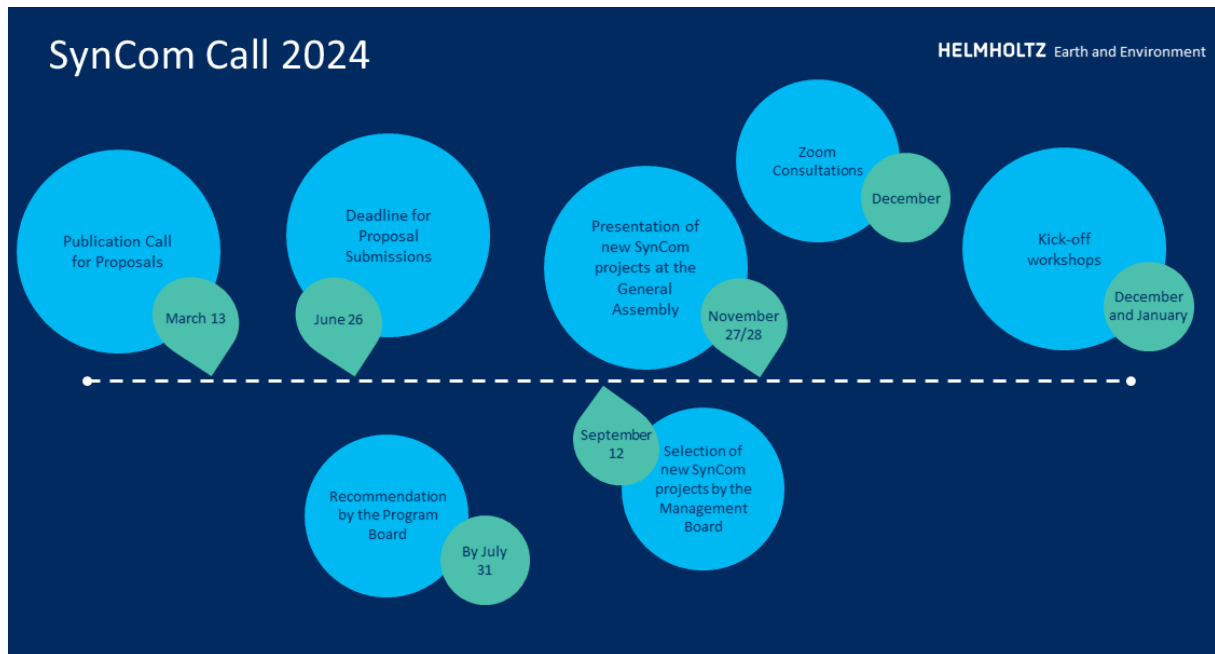 SynCom Call 2024
HELMHOLTZ Earth and Environment
Publication Call
for Proposals
March 13
Deadline for
Proposal
Submissions
June 26
Recommendation
by the Program
Board
By July
31
Selection of
new SynCom
projects by the
Management
Board
September
12
Presentation of
new SynCom
projects at the
General
Assembly
November
27/28
Zoom
Consultations
December
Kick-off
workshops
December
and January